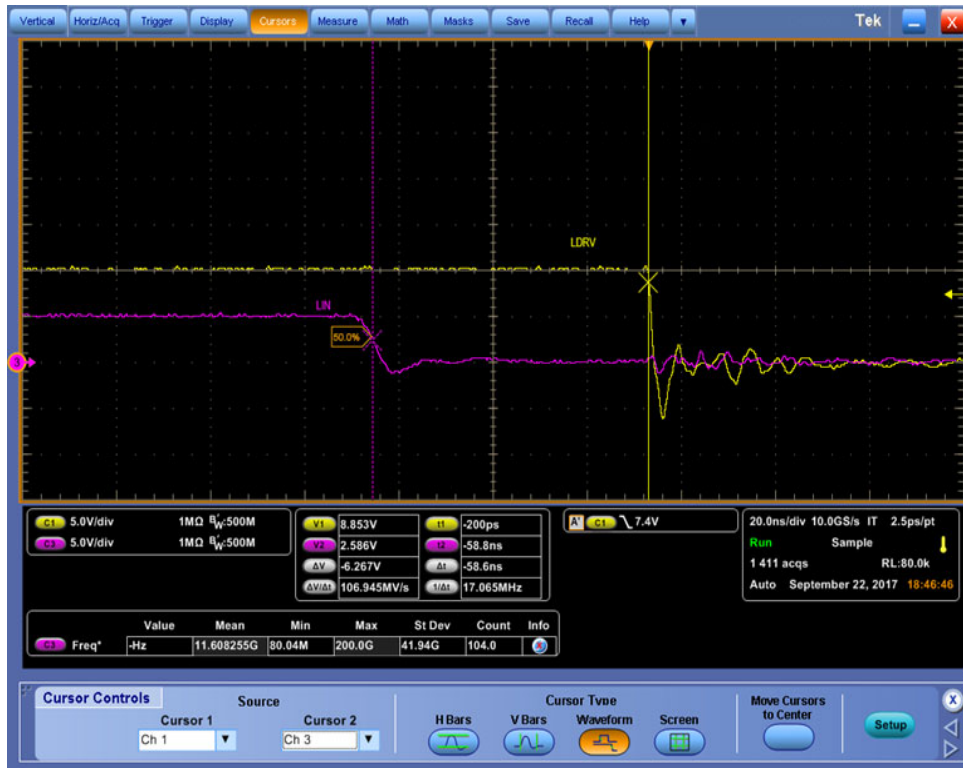 Vertical Horiz/Acq Trigger Display Cursors Measure Math Masks Save Recall Help Tek X
LDRV
LIN
50.0%
3
C1 5.0V/div 1MΩ BW:500M
C3 5.0V/div 1MΩ BW:500M
V1 8.853V t1 -200ps
V2 2.586V t2 -58.8ns
ΔV -6.267V Δt -58.6ns
ΔV/Δt 106.945MV/s 1/Δt 17.065MHz
A' C1 7.4V
20.0ns/div 10.0GS/s IT 2.5ps/pt
Run Sample
1 411 acqs RL:80.0k
Auto September 22, 2017 18:46:46
Value Mean Min Max St Dev Count Info
C3 Freq* -Hz 11.608255G 80.04M 200.0G 41.94G 104.0
Cursor Controls
Source
Cursor 1 Cursor 2
Ch 1 Ch 3
Cursor Type
H Bars V Bars Waveform Screen
Move Cursors
to Center
Setup
X